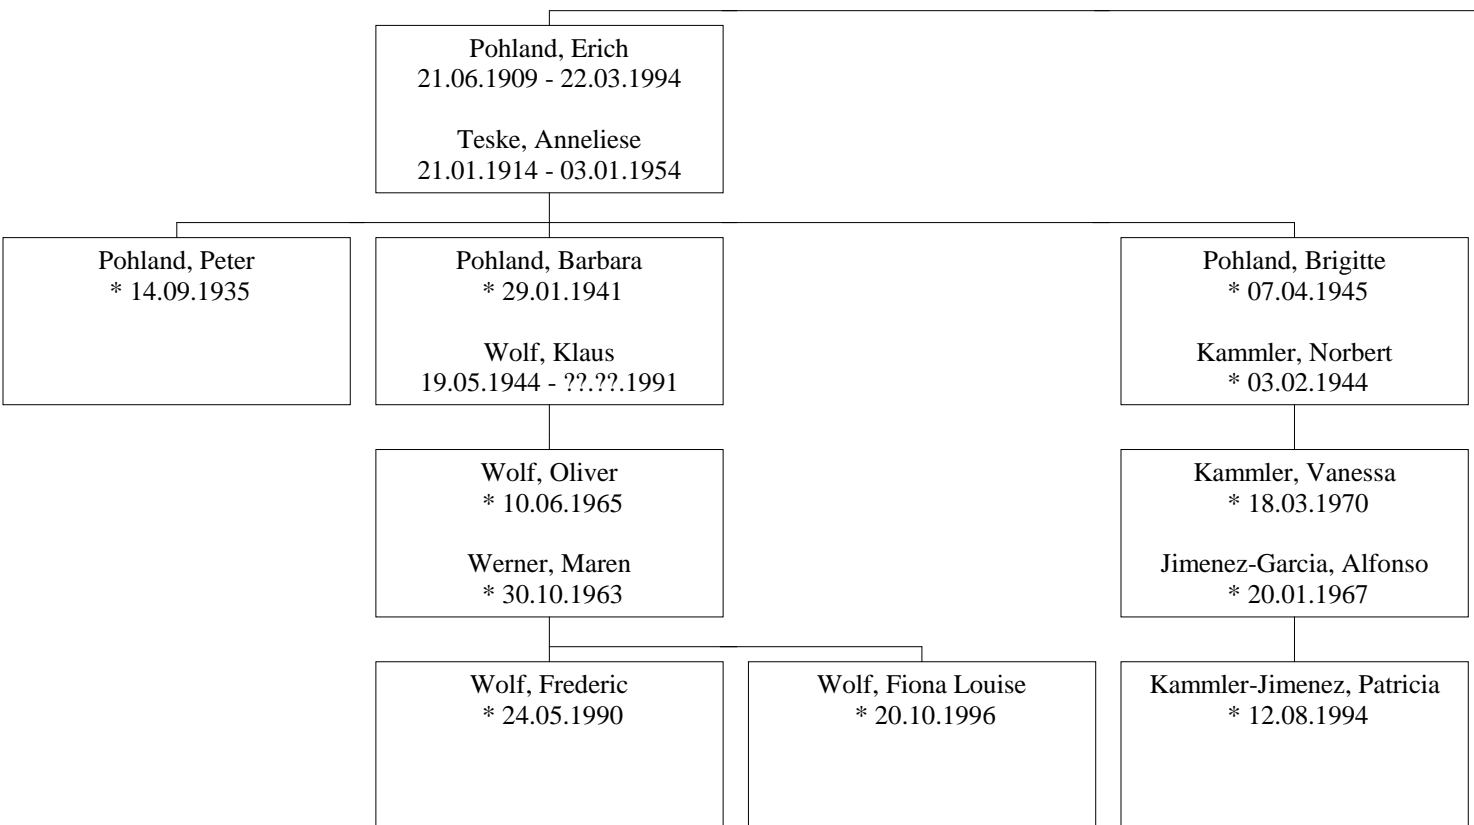 Pohland, Erich
21.06.1909 - 22.03.1994
Teske, Anneliese
21.01.1914 - 03.01.1954
Pohland, Peter
* 14.09.1935
Pohland, Barbara
* 29.01.1941
Wolf, Klaus
19.05.1944 - ??.??.1991
Pohland, Brigitte
* 07.04.1945
Kammler, Norbert
* 03.02.1944
Wolf, Oliver
* 10.06.1965
Werner, Maren
* 30.10.1963
Kammler, Vanessa
* 18.03.1970
Jimenez-Garcia, Alfonso
* 20.01.1967
Wolf, Frederic
* 24.05.1990
Wolf, Fiona Louise
* 20.10.1996
Kammler-Jimenez, Patricia
* 12.08.1994